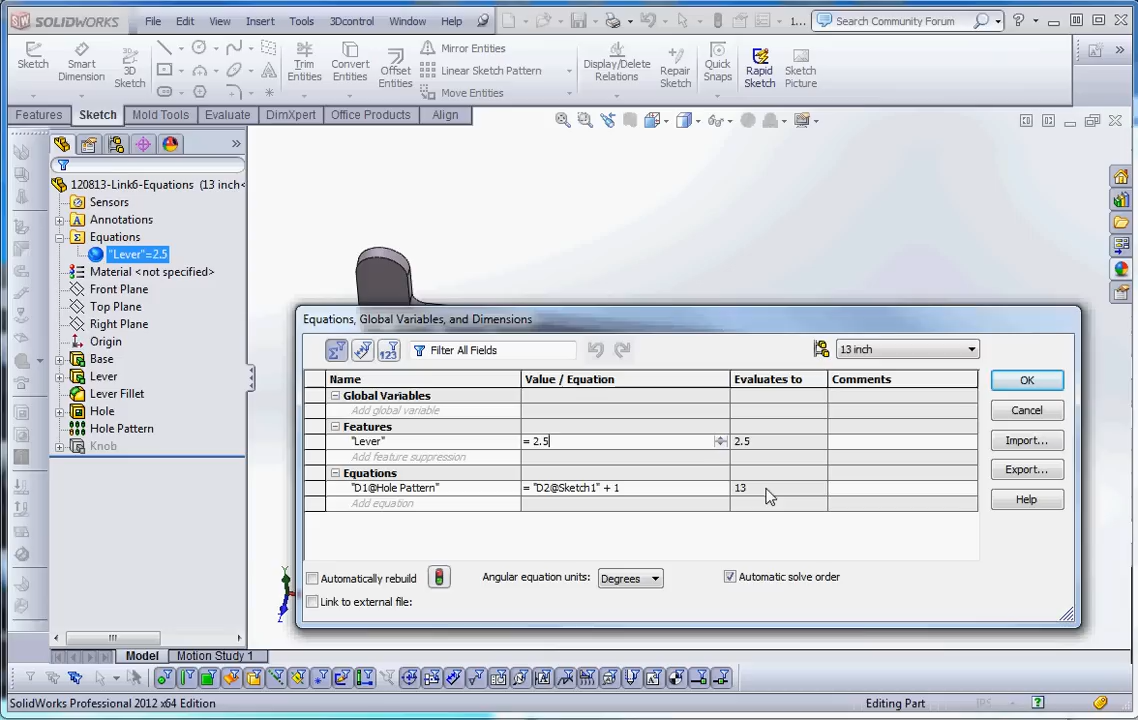 SOLIDWORKS File Edit View Insert Tools 3Dcontrol Window Help 1... Search Community Forum
Sketch Smart Dimension 3D Sketch Trim Entities Convert Entities Offset Entities Mirror Entities Linear Sketch Pattern Move Entities Display/Delete Relations Repair Sketch Quick Snaps Rapid Sketch Sketch Picture
Features Sketch Mold Tools Evaluate DimXpert Office Products Align
120813-Link6-Equations (13 inch<
Sensors
Annotations
Equations
"Lever"=2.5
Material <not specified>
Front Plane
Top Plane
Right Plane
Origin
Base
Lever
Lever Fillet
Hole
Hole Pattern
Knob
Equations, Global Variables, and Dimensions
Filter All Fields 13 inch
Name Value / Equation Evaluates to Comments
Global Variables
Add global variable
Features
"Lever" = 2.5 2.5
Add feature suppression
Equations
"D1@Hole Pattern" = "D2@Sketch1" + 1 13
Add equation
OK
Cancel
Import...
Export...
Help
Automatically rebuild Angular equation units: Degrees Automatic solve order
Link to external file:
Model Motion Study 1
SolidWorks Professional 2012 x64 Edition Editing Part IPS